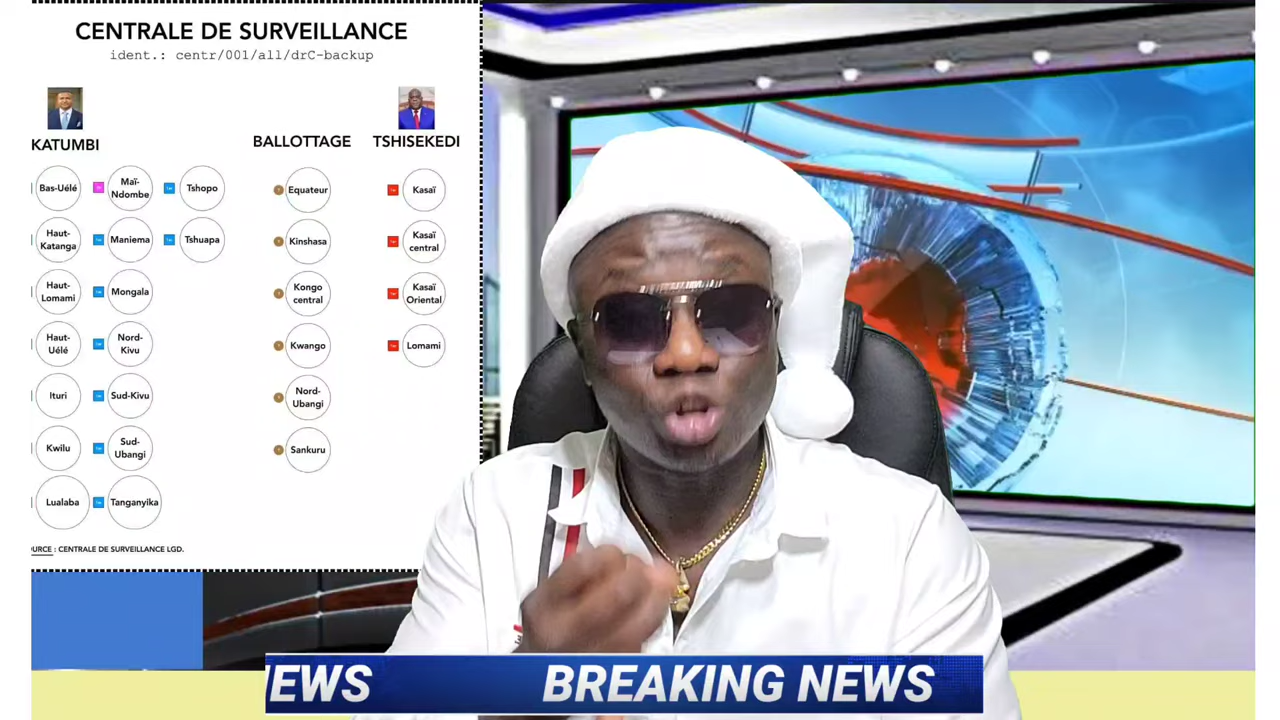 CENTRALE DE SURVEILLANCE
ident.: centr/001/all/drC-backup
KATUMBI
BALLOTTAGE
TSHISEKEDI
Bas-Uélé
Maï-
Ndombe
Tshopo
Equateur
Kasaï
Haut-
Katanga
Maniema
Tshuapa
Kinshasa
Kasaï
central
Haut-
Lomami
Mongala
Kongo
central
Kasaï
Oriental
Haut-
Uélé
Nord-
Kivu
Kwango
Lomami
Ituri
Sud-Kivu
Nord-
Ubangi
Kwilu
Sud-
Ubangi
Sankuru
Lualaba
Tanganyika
OURCE : CENTRALE DE SURVEILLANCE LGD.
EWS
BREAKING NEWS